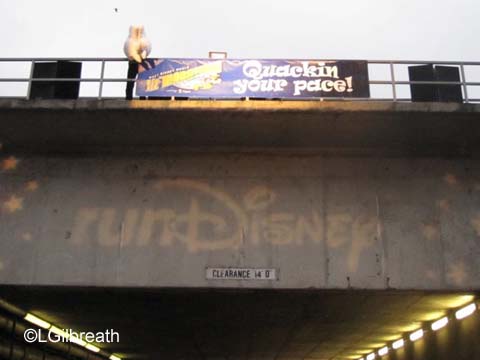 Quackin
your pace!
runDisney
CLEARANCE 14' 0"
©LGilbreath